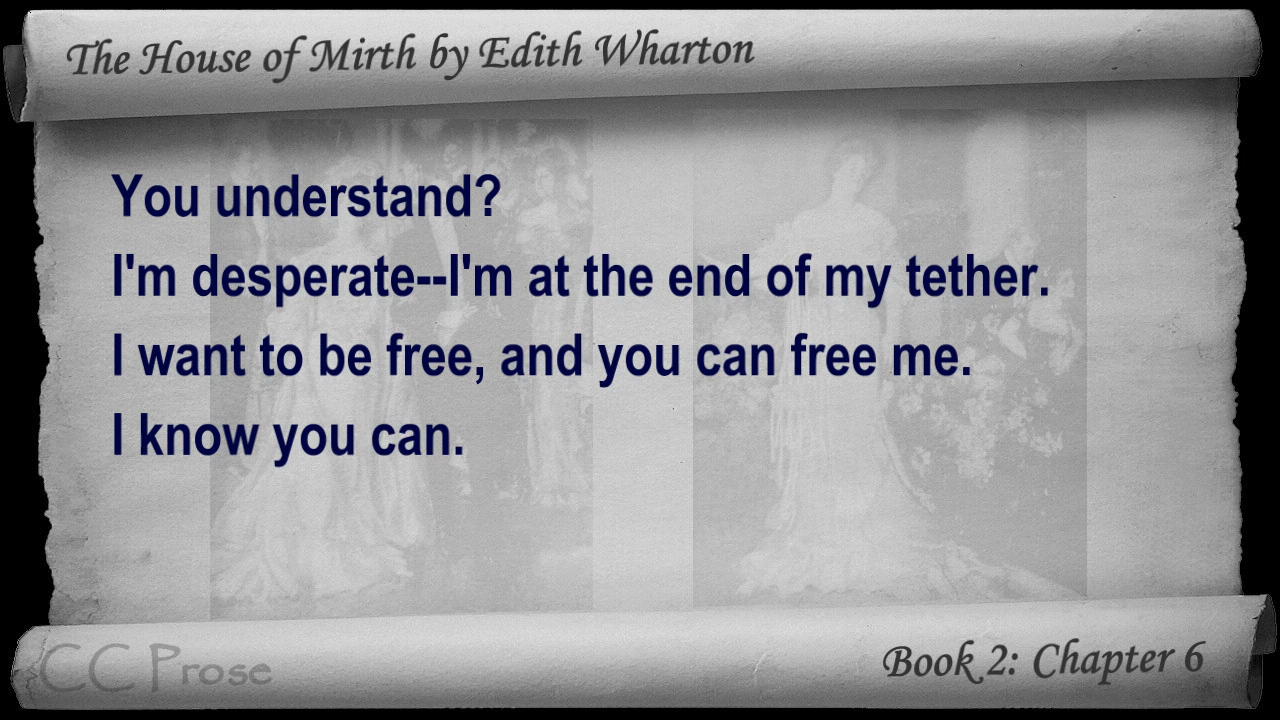 The House of Mirth by Edith Wharton
You understand?
I'm desperate--I'm at the end of my tether.
I want to be free, and you can free me.
I know you can.
CC Prose
Book 2: Chapter 6